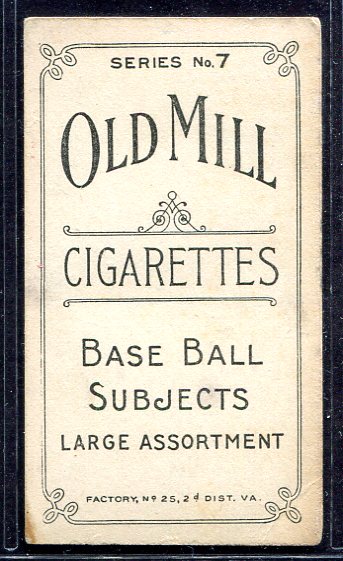 SERIES No. 7
OLD MILL
CIGARETTES
BASE BALL
SUBJECTS
LARGE ASSORTMENT
FACTORY, No 25, 2d DIST. VA.